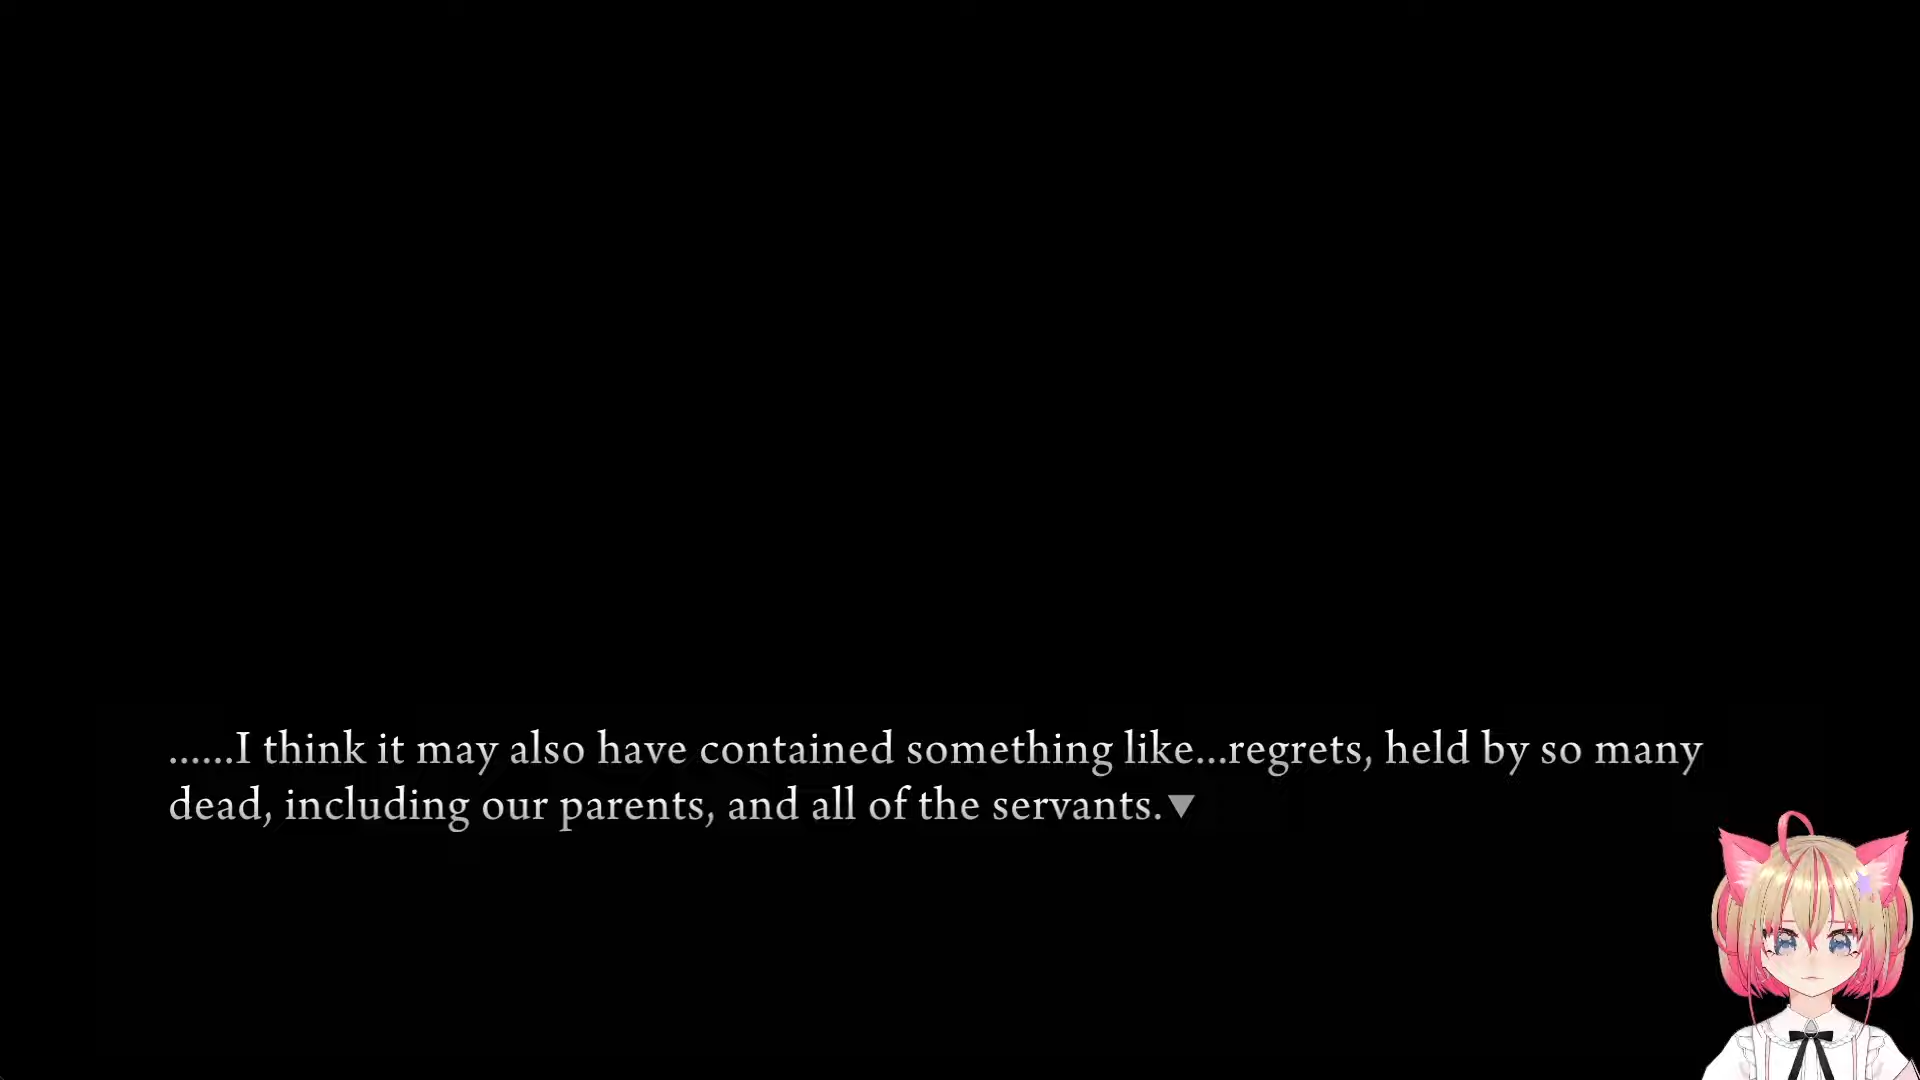 ......I think it may also have contained something like...regrets, held by so many
dead, including our parents, and all of the servants.